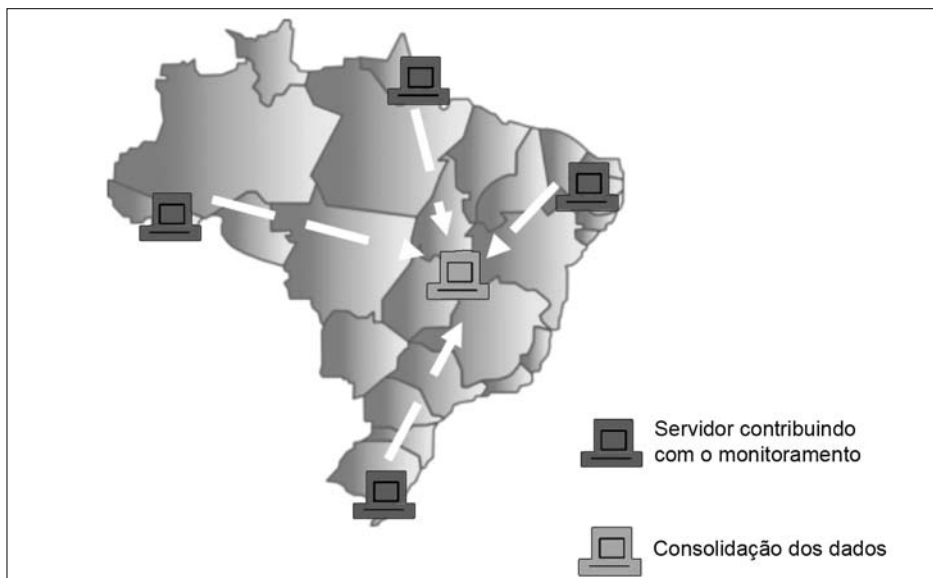 Servidor contribuindo
com o monitoramento
Consolidação dos dados